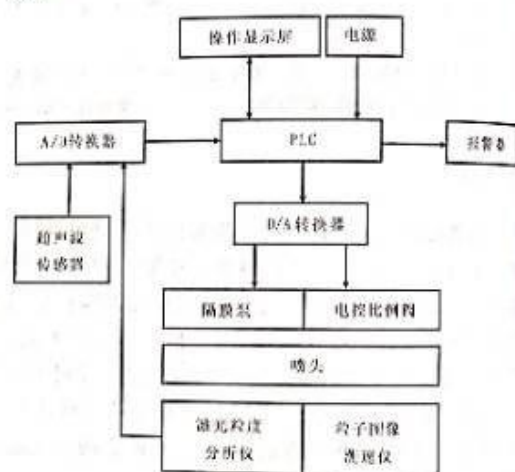 操作显示屏
电源
A/D转换器
PLC
报警器
超声波
传感器
D/A转换器
隔膜泵
电控比例阀
喷头
激光粒度
分析仪
粒子图像
测速仪